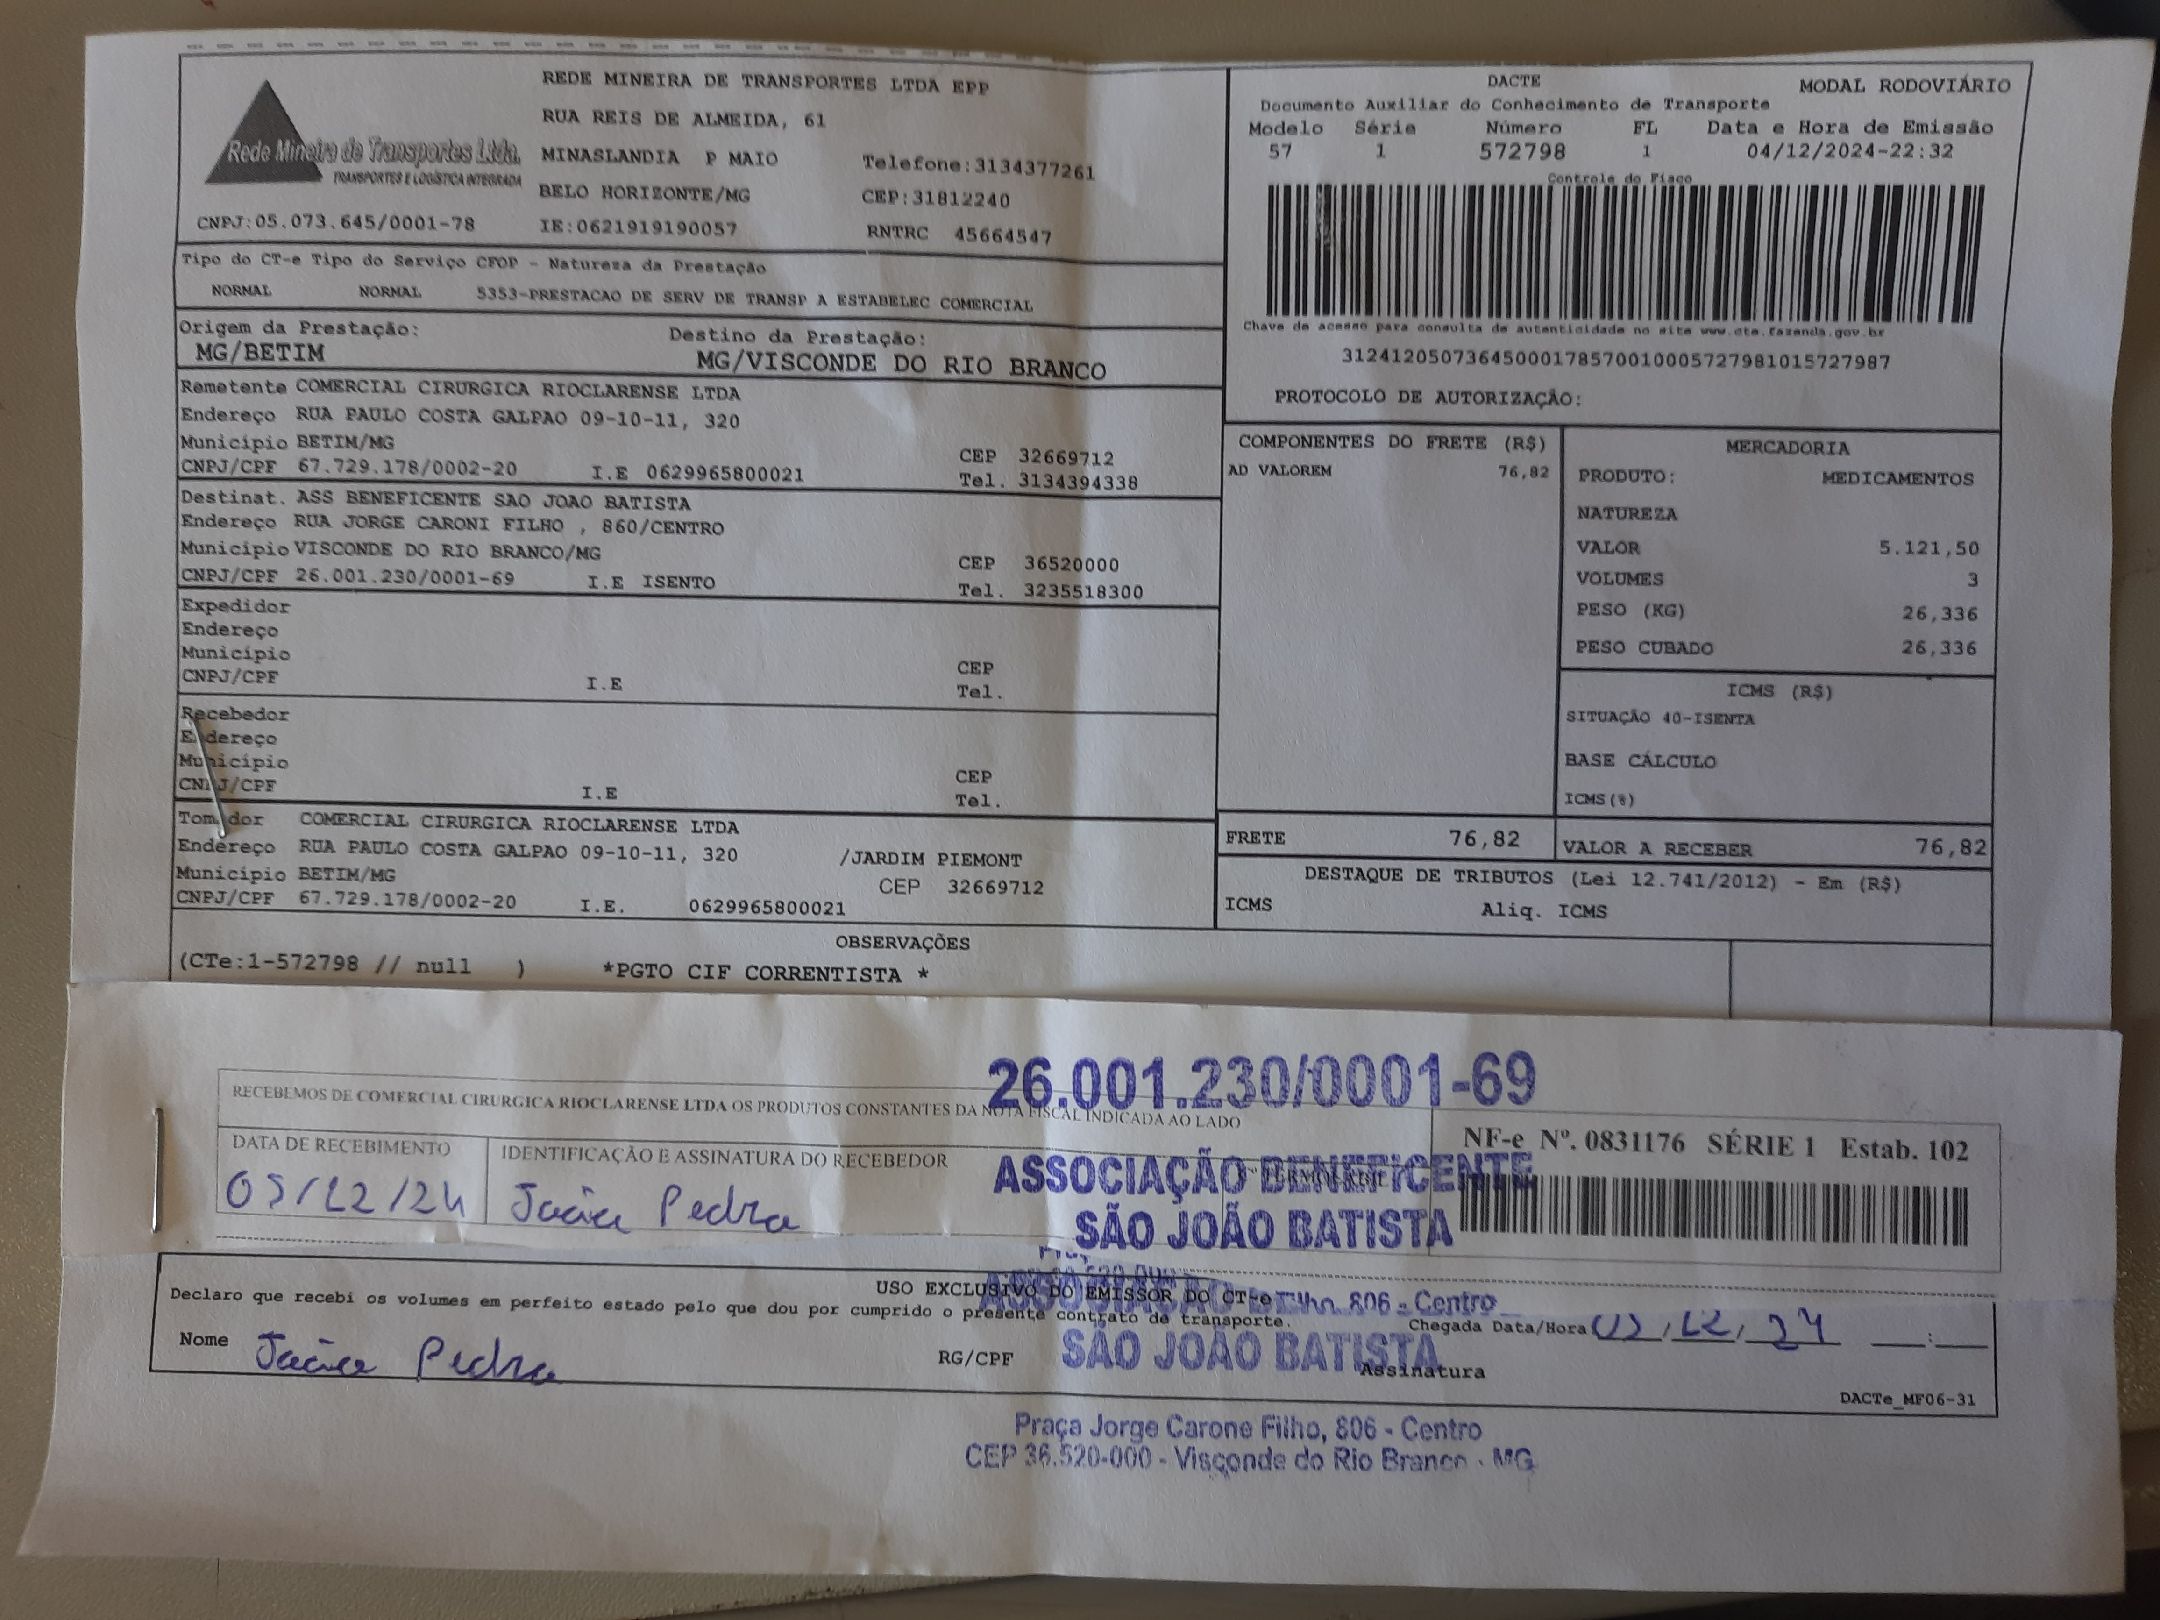 REDE MINEIRA DE TRANSPORTES LTDA EPP
RUA REIS DE ALMEIDA, 61
Rede Mineira de Transportes Ltda.
TRANSPORTES E LOGÍSTICA INTEGRADA
MINASLANDIA P MAIO Telefone:3134377261
BELO HORIZONTE/MG CEP:31812240
CNPJ:05.073.645/0001-78 IE:0621919190057 RNTRC 45664547
DACTE MODAL RODOVIÁRIO
Documento Auxiliar do Conhecimento de Transporte
Modelo Série Número FL Data e Hora de Emissão
57 1 572798 1 04/12/2024-22:32
Controle do Fisco
Chave de acesso para consulta de autenticidade no site www.cte.fazenda.gov.br
31241205073645000178570010005727981015727987
PROTOCOLO DE AUTORIZAÇÃO:
Tipo do CT-e Tipo do Serviço CFOP - Natureza da Prestação
NORMAL NORMAL 5353-PRESTACAO DE SERV DE TRANSP A ESTABELEC COMERCIAL
Origem da Prestação: Destino da Prestação:
MG/BETIM MG/VISCONDE DO RIO BRANCO
Remetente COMERCIAL CIRURGICA RIOCLARENSE LTDA
Endereço RUA PAULO COSTA GALPAO 09-10-11, 320
Município BETIM/MG CEP 32669712
CNPJ/CPF 67.729.178/0002-20 I.E 0629965800021 Tel. 3134394338
Destinat. ASS BENEFICENTE SAO JOAO BATISTA
Endereço RUA JORGE CARONI FILHO , 860/CENTRO
Município VISCONDE DO RIO BRANCO/MG CEP 36520000
CNPJ/CPF 26.001.230/0001-69 I.E ISENTO Tel. 3235518300
Expedidor
Endereço
Município CEP
CNPJ/CPF I.E Tel.
Recebedor
Endereço
Município CEP
CNPJ/CPF I.E Tel.
Tomador COMERCIAL CIRURGICA RIOCLARENSE LTDA
Endereço RUA PAULO COSTA GALPAO 09-10-11, 320 /JARDIM PIEMONT
Município BETIM/MG CEP 32669712
CNPJ/CPF 67.729.178/0002-20 I.E. 0629965800021
COMPONENTES DO FRETE (R$)
AD VALOREM 76,82
MERCADORIA
PRODUTO: MEDICAMENTOS
NATUREZA
VALOR 5.121,50
VOLUMES 3
PESO (KG) 26,336
PESO CUBADO 26,336
ICMS (R$)
SITUAÇÃO 40-ISENTA
BASE CÁLCULO
ICMS(%)
FRETE 76,82 VALOR A RECEBER 76,82
DESTAQUE DE TRIBUTOS (Lei 12.741/2012) - Em (R$)
ICMS Aliq. ICMS
OBSERVAÇÕES
(CTe:1-572798 // null ) *PGTO CIF CORRENTISTA *
26.001.230/0001-69
RECEBEMOS DE COMERCIAL CIRURGICA RIOCLARENSE LTDA OS PRODUTOS CONSTANTES DA NOTA FISCAL INDICADA AO LADO
DATA DE RECEBIMENTO IDENTIFICAÇÃO E ASSINATURA DO RECEBEDOR
05/12/24 João Pedro
NF-e Nº. 0831176 SÉRIE 1 Estab. 102
ASSOCIAÇÃO BENEFICENTE
SÃO JOÃO BATISTA
USO EXCLUSIVO DO EMISSOR DO CT-e
Filho, 806 - Centro
Declaro que recebi os volumes em perfeito estado pelo que dou por cumprido o presente contrato de transporte.
Chegada Data/Hora 05/12/24 __:__
Nome João Pedro RG/CPF Assinatura
SÃO JOÃO BATISTA
DACTe_MF06-31
Praça Jorge Carone Filho, 806 - Centro
CEP 36.520-000 - Visconde do Rio Branco - MG